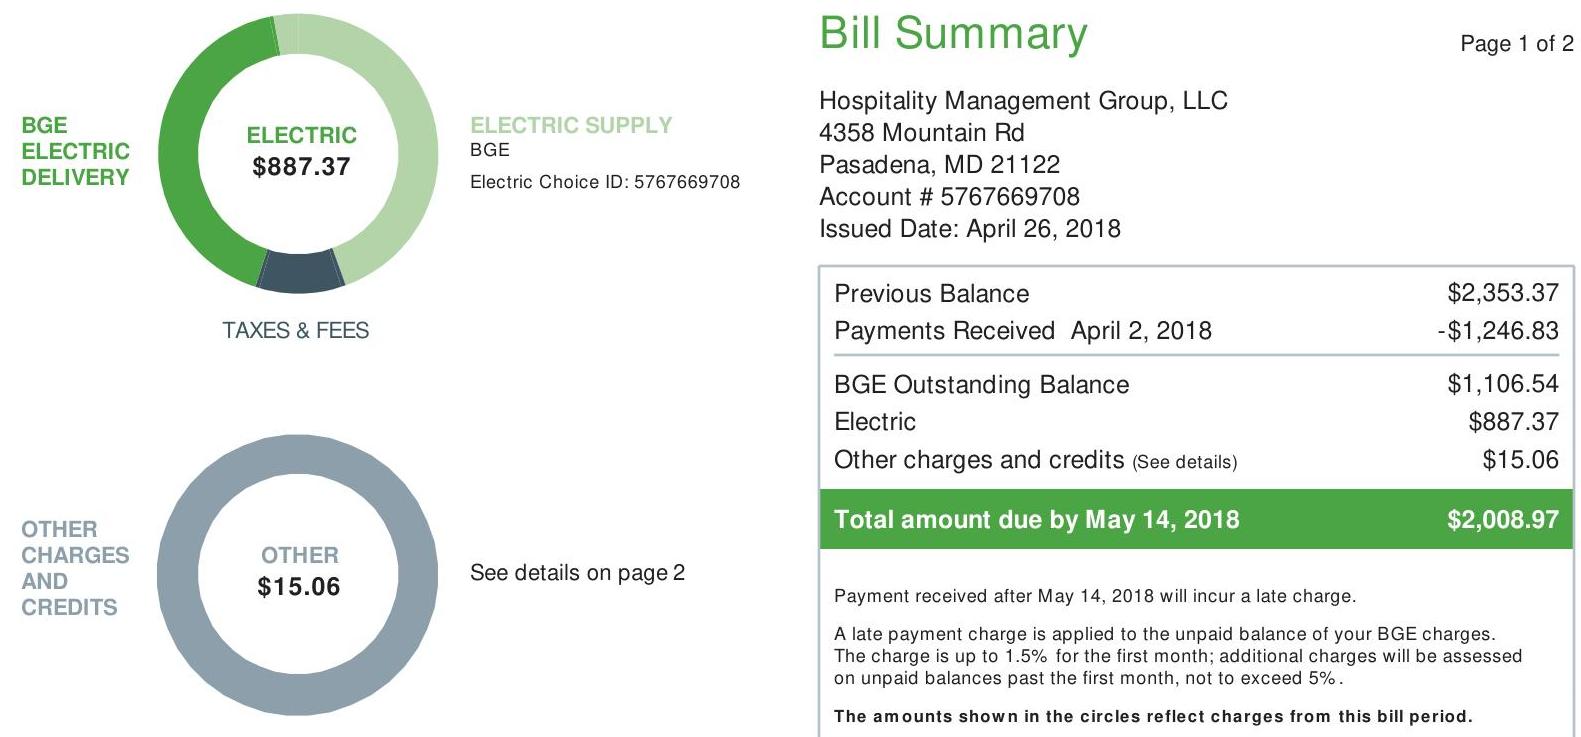 BGE
ELECTRIC
DELIVERY
ELECTRIC
$887.37
ELECTRIC SUPPLY
BGE
Electric Choice ID: 5767669708
TAXES & FEES
OTHER
CHARGES
AND
CREDITS
OTHER
$15.06
See details on page 2
Bill Summary
Page 1 of 2
Hospitality Management Group, LLC
4358 Mountain Rd
Pasadena, MD 21122
Account # 5767669708
Issued Date: April 26, 2018
Previous Balance $2,353.37
Payments Received April 2, 2018 -$1,246.83
BGE Outstanding Balance $1,106.54
Electric $887.37
Other charges and credits (See details) $15.06
Total amount due by May 14, 2018 $2,008.97
Payment received after May 14, 2018 will incur a late charge.
A late payment charge is applied to the unpaid balance of your BGE charges.
The charge is up to 1.5% for the first month; additional charges will be assessed
on unpaid balances past the first month, not to exceed 5%.
The amounts shown in the circles reflect charges from this bill period.